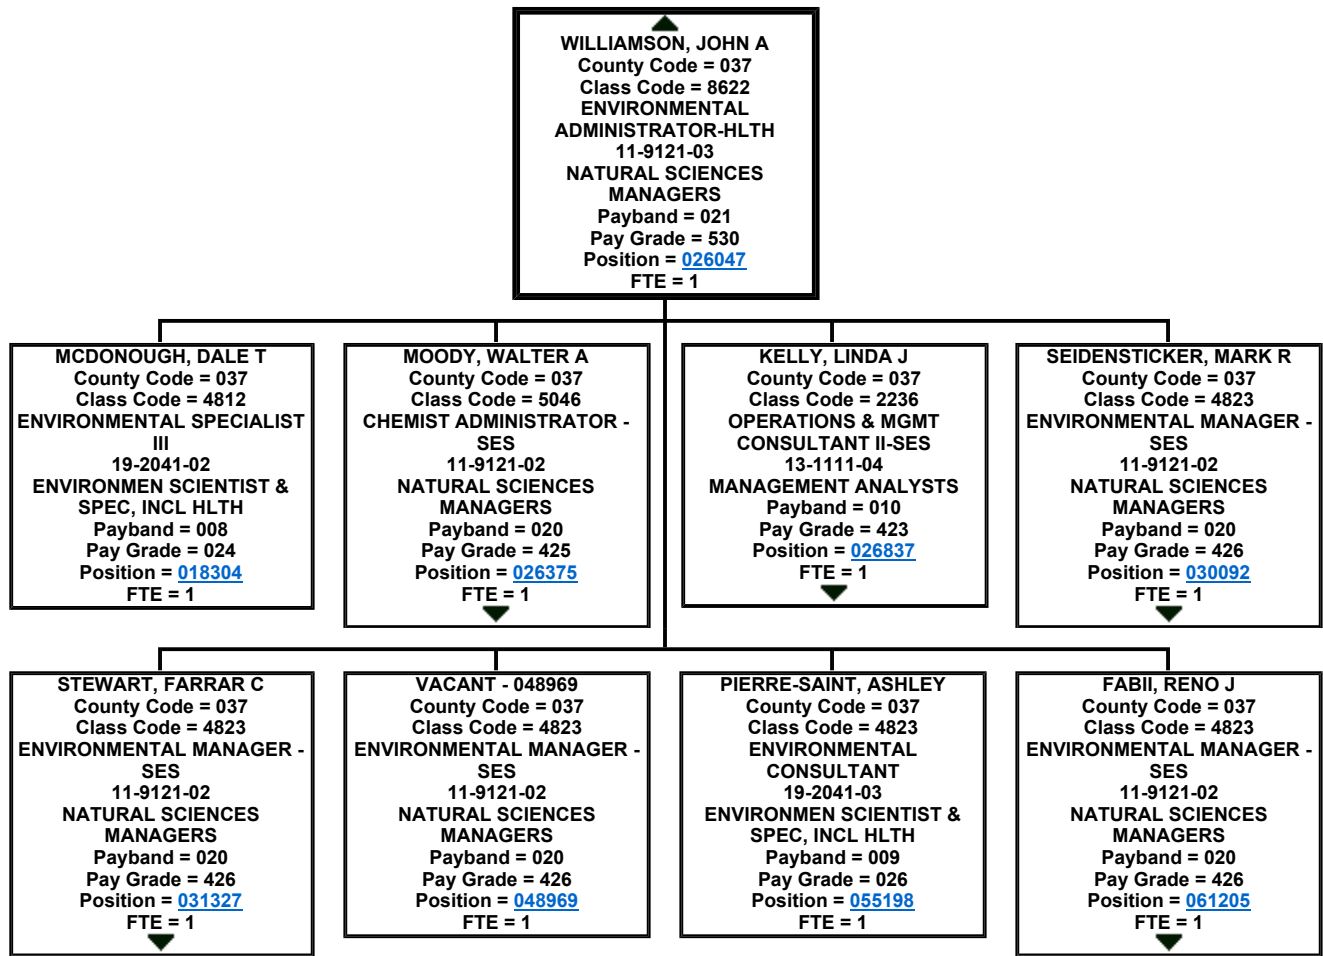 WILLIAMSON, JOHN A
County Code = 037
Class Code = 8622
ENVIRONMENTAL
ADMINISTRATOR-HLTH
11-9121-03
NATURAL SCIENCES
MANAGERS
Payband = 021
Pay Grade = 530
Position = 026047
FTE = 1
MCDONOUGH, DALE T
County Code = 037
Class Code = 4812
ENVIRONMENTAL SPECIALIST
III
19-2041-02
ENVIRONMEN SCIENTIST &
SPEC, INCL HLTH
Payband = 008
Pay Grade = 024
Position = 018304
FTE = 1
MOODY, WALTER A
County Code = 037
Class Code = 5046
CHEMIST ADMINISTRATOR -
SES
11-9121-02
NATURAL SCIENCES
MANAGERS
Payband = 020
Pay Grade = 425
Position = 026375
FTE = 1
KELLY, LINDA J
County Code = 037
Class Code = 2236
OPERATIONS & MGMT
CONSULTANT II-SES
13-1111-04
MANAGEMENT ANALYSTS
Payband = 010
Pay Grade = 423
Position = 026837
FTE = 1
SEIDENSTICKER, MARK R
County Code = 037
Class Code = 4823
ENVIRONMENTAL MANAGER -
SES
11-9121-02
NATURAL SCIENCES
MANAGERS
Payband = 020
Pay Grade = 426
Position = 030092
FTE = 1
STEWART, FARRAR C
County Code = 037
Class Code = 4823
ENVIRONMENTAL MANAGER -
SES
11-9121-02
NATURAL SCIENCES
MANAGERS
Payband = 020
Pay Grade = 426
Position = 031327
FTE = 1
VACANT - 048969
County Code = 037
Class Code = 4823
ENVIRONMENTAL MANAGER -
SES
11-9121-02
NATURAL SCIENCES
MANAGERS
Payband = 020
Pay Grade = 426
Position = 048969
FTE = 1
PIERRE-SAINT, ASHLEY
County Code = 037
Class Code = 4823
ENVIRONMENTAL
CONSULTANT
19-2041-03
ENVIRONMEN SCIENTIST &
SPEC, INCL HLTH
Payband = 009
Pay Grade = 026
Position = 055198
FTE = 1
FABII, RENO J
County Code = 037
Class Code = 4823
ENVIRONMENTAL MANAGER -
SES
11-9121-02
NATURAL SCIENCES
MANAGERS
Payband = 020
Pay Grade = 426
Position = 061205
FTE = 1